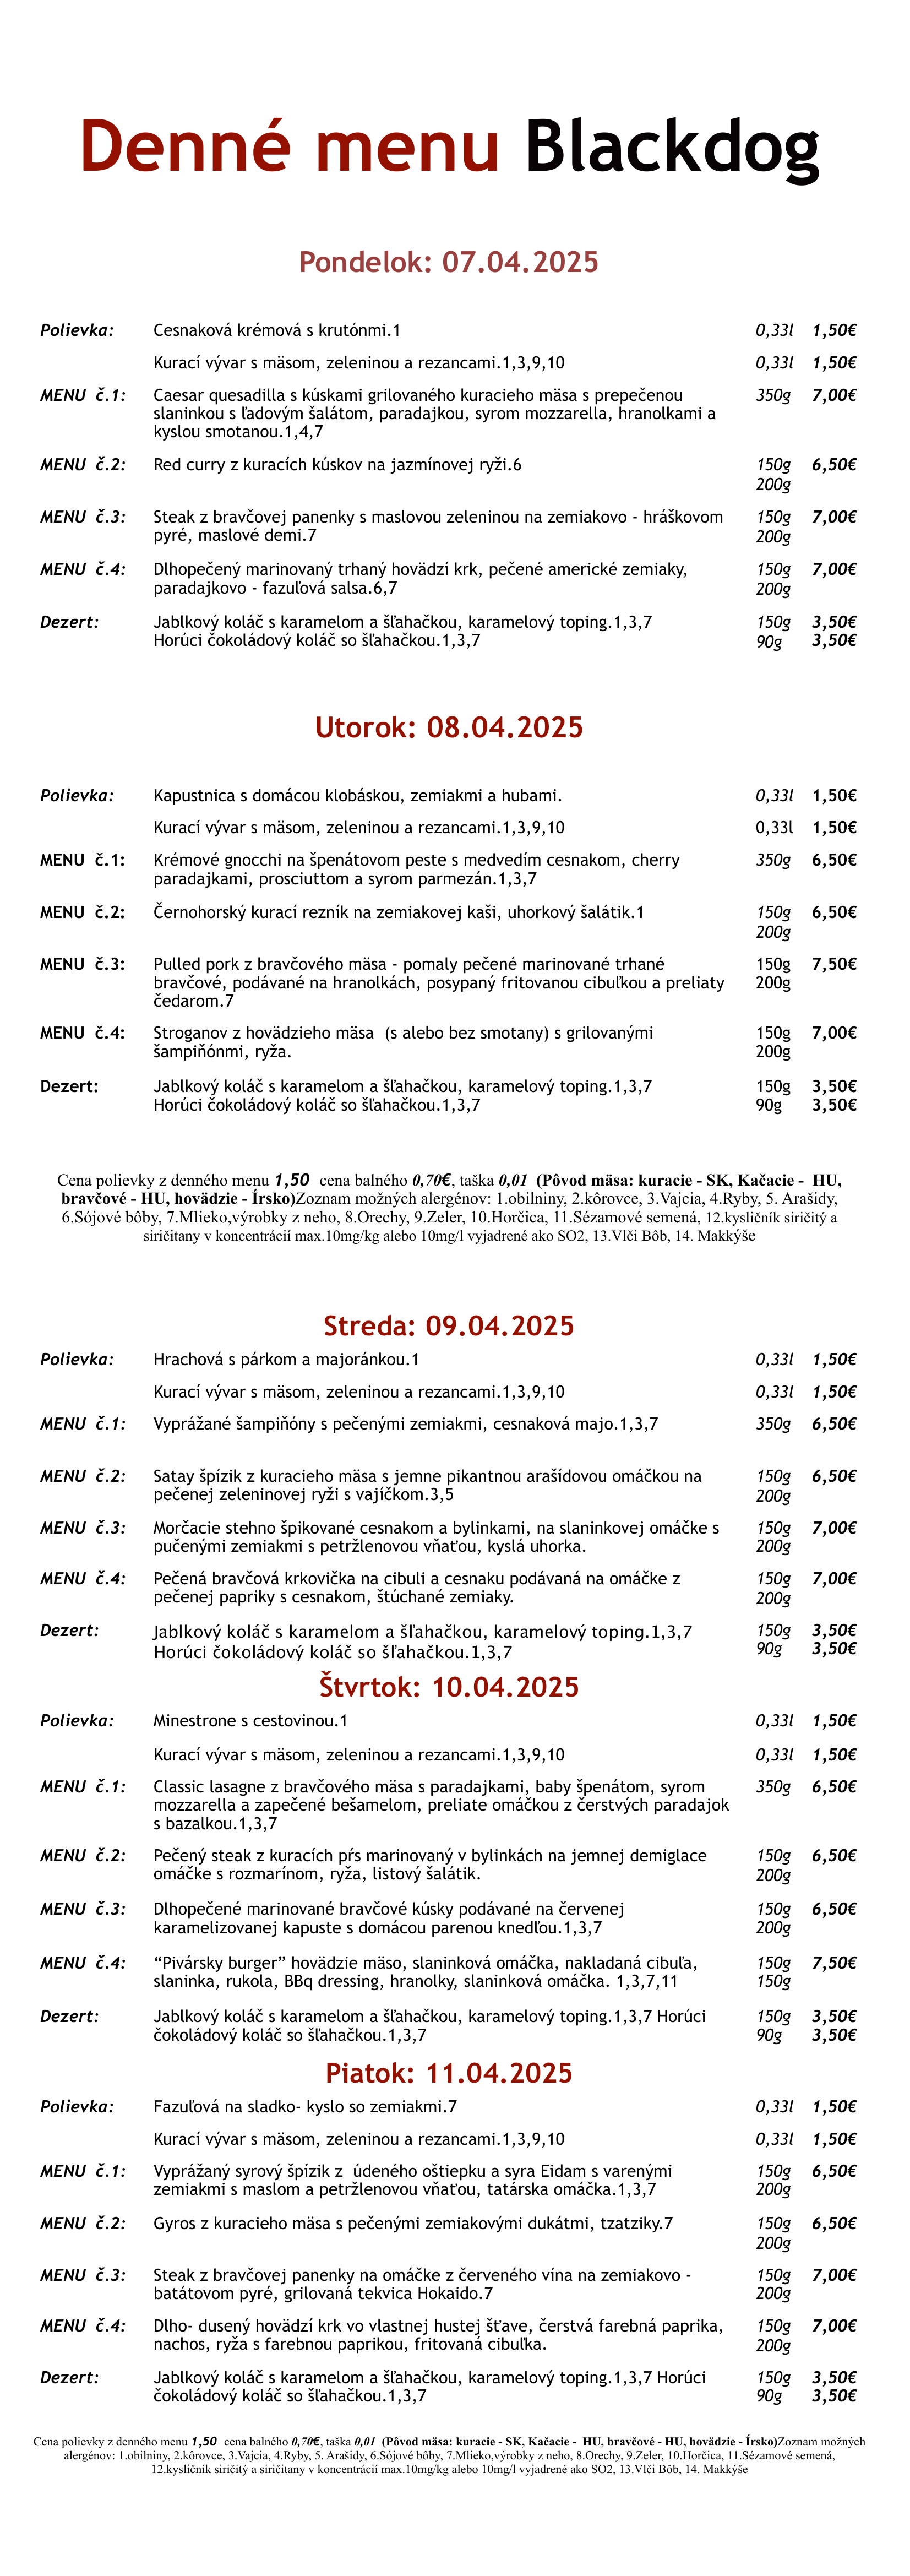 Denné menu Blackdog
Pondelok: 07.04.2025
Polievka: Cesnaková krémová s krutónmi.1 0,33l 1,50€
Kurací vývar s mäsom, zeleninou a rezancami.1,3,9,10 0,33l 1,50€
MENU č.1: Caesar quesadilla s kúskami grilovaného kuracieho mäsa s prepečenou 350g 7,00€
slaninkou s ľadovým šalátom, paradajkou, syrom mozzarella, hranolkami a
kyslou smotanou.1,4,7
MENU č.2: Red curry z kuracích kúskov na jazmínovej ryži.6 150g 6,50€
200g
MENU č.3: Steak z bravčovej panenky s maslovou zeleninou na zemiakovo - hráškovom 150g 7,00€
pyré, maslové demi.7 200g
MENU č.4: Dlhopečený marinovaný trhaný hovädzí krk, pečené americké zemiaky, 150g 7,00€
paradajkovo - fazuľová salsa.6,7 200g
Dezert: Jablkový koláč s karamelom a šľahačkou, karamelový toping.1,3,7 150g 3,50€
Horúci čokoládový koláč so šľahačkou.1,3,7 90g 3,50€
Utorok: 08.04.2025
Polievka: Kapustnica s domácou klobáskou, zemiakmi a hubami. 0,33l 1,50€
Kurací vývar s mäsom, zeleninou a rezancami.1,3,9,10 0,33l 1,50€
MENU č.1: Krémové gnocchi na špenátovom peste s medvedím cesnakom, cherry 350g 6,50€
paradajkami, prosciuttom a syrom parmezán.1,3,7
MENU č.2: Černohorský kurací rezník na zemiakovej kaši, uhorkový šalátik.1 150g 6,50€
200g
MENU č.3: Pulled pork z bravčového mäsa - pomaly pečené marinované trhané 150g 7,50€
bravčové, podávané na hranolkách, posypaný fritovanou cibuľkou a preliaty 200g
čedarom.7
MENU č.4: Stroganov z hovädzieho mäsa (s alebo bez smotany) s grilovanými 150g 7,00€
šampiňónmi, ryža. 200g
Dezert: Jablkový koláč s karamelom a šľahačkou, karamelový toping.1,3,7 150g 3,50€
Horúci čokoládový koláč so šľahačkou.1,3,7 90g 3,50€
Cena polievky z denného menu 1,50 cena balného 0,70€, taška 0,01 (Pôvod mäsa: kuracie - SK, Kačacie - HU,
bravčové - HU, hovädzie - Írsko)Zoznam možných alergénov: 1.obilniny, 2.kôrovce, 3.Vajcia, 4.Ryby, 5. Arašidy,
6.Sójové bôby, 7.Mlieko,výrobky z neho, 8.Orechy, 9.Zeler, 10.Horčica, 11.Sézamové semená, 12.kysličník siričitý a
siričitany v koncentrácií max.10mg/kg alebo 10mg/l vyjadrené ako SO2, 13.Vlčí Bôb, 14. Makkýše
Streda: 09.04.2025
Polievka: Hrachová s párkom a majoránkou.1 0,33l 1,50€
Kurací vývar s mäsom, zeleninou a rezancami.1,3,9,10 0,33l 1,50€
MENU č.1: Vyprážané šampiňóny s pečenými zemiakmi, cesnaková majo.1,3,7 350g 6,50€
MENU č.2: Satay špízik z kuracieho mäsa s jemne pikantnou arašídovou omáčkou na 150g 6,50€
pečenej zeleninovej ryži s vajíčkom.3,5 200g
MENU č.3: Morčacie stehno špikované cesnakom a bylinkami, na slaninkovej omáčke s 150g 7,00€
pučenými zemiakmi s petržlenovou vňaťou, kyslá uhorka. 200g
MENU č.4: Pečená bravčová krkovička na cibuli a cesnaku podávaná na omáčke z 150g 7,00€
pečenej papriky s cesnakom, štúchané zemiaky. 200g
Dezert: Jablkový koláč s karamelom a šľahačkou, karamelový toping.1,3,7 150g 3,50€
Horúci čokoládový koláč so šľahačkou.1,3,7 90g 3,50€
Štvrtok: 10.04.2025
Polievka: Minestrone s cestovinou.1 0,33l 1,50€
Kurací vývar s mäsom, zeleninou a rezancami.1,3,9,10 0,33l 1,50€
MENU č.1: Classic lasagne z bravčového mäsa s paradajkami, baby špenátom, syrom 350g 6,50€
mozzarella a zapečené bešamelom, preliate omáčkou z čerstvých paradajok
s bazalkou.1,3,7
MENU č.2: Pečený steak z kuracích pŕs marinovaný v bylinkách na jemnej demiglace 150g 6,50€
omáčke s rozmarínom, ryža, listový šalátik. 200g
MENU č.3: Dlhopečené marinované bravčové kúsky podávané na červenej 150g 6,50€
karamelizovanej kapuste s domácou parenou knedľou.1,3,7 200g
MENU č.4: “Pivársky burger” hovädzie mäso, slaninková omáčka, nakladaná cibuľa, 150g 7,50€
slaninka, rukola, BBq dressing, hranolky, slaninková omáčka. 1,3,7,11 150g
Dezert: Jablkový koláč s karamelom a šľahačkou, karamelový toping.1,3,7 Horúci 150g 3,50€
čokoládový koláč so šľahačkou.1,3,7 90g 3,50€
Piatok: 11.04.2025
Polievka: Fazuľová na sladko- kyslo so zemiakmi.7 0,33l 1,50€
Kurací vývar s mäsom, zeleninou a rezancami.1,3,9,10 0,33l 1,50€
MENU č.1: Vyprážaný syrový špízik z údeného oštiepku a syra Eidam s varenými 150g 6,50€
zemiakmi s maslom a petržlenovou vňaťou, tatárska omáčka.1,3,7 200g
MENU č.2: Gyros z kuracieho mäsa s pečenými zemiakovými dukátmi, tzatziky.7 150g 6,50€
200g
MENU č.3: Steak z bravčovej panenky na omáčke z červeného vína na zemiakovo - 150g 7,00€
batátovom pyré, grilovaná tekvica Hokaido.7 200g
MENU č.4: Dlho- dusený hovädzí krk vo vlastnej hustej šťave, čerstvá farebná paprika, 150g 7,00€
nachos, ryža s farebnou paprikou, fritovaná cibuľka. 200g
Dezert: Jablkový koláč s karamelom a šľahačkou, karamelový toping.1,3,7 Horúci 150g 3,50€
čokoládový koláč so šľahačkou.1,3,7 90g 3,50€
Cena polievky z denného menu 1,50 cena balného 0,70€, taška 0,01 (Pôvod mäsa: kuracie - SK, Kačacie - HU, bravčové - HU, hovädzie - Írsko)Zoznam možných
alergénov: 1.obilniny, 2.kôrovce, 3.Vajcia, 4.Ryby, 5. Arašidy, 6.Sójové bôby, 7.Mlieko,výrobky z neho, 8.Orechy, 9.Zeler, 10.Horčica, 11.Sézamové semená,
12.kysličník siričitý a siričitany v koncentrácií max.10mg/kg alebo 10mg/l vyjadrené ako SO2, 13.Vlčí Bôb, 14. Makkýše